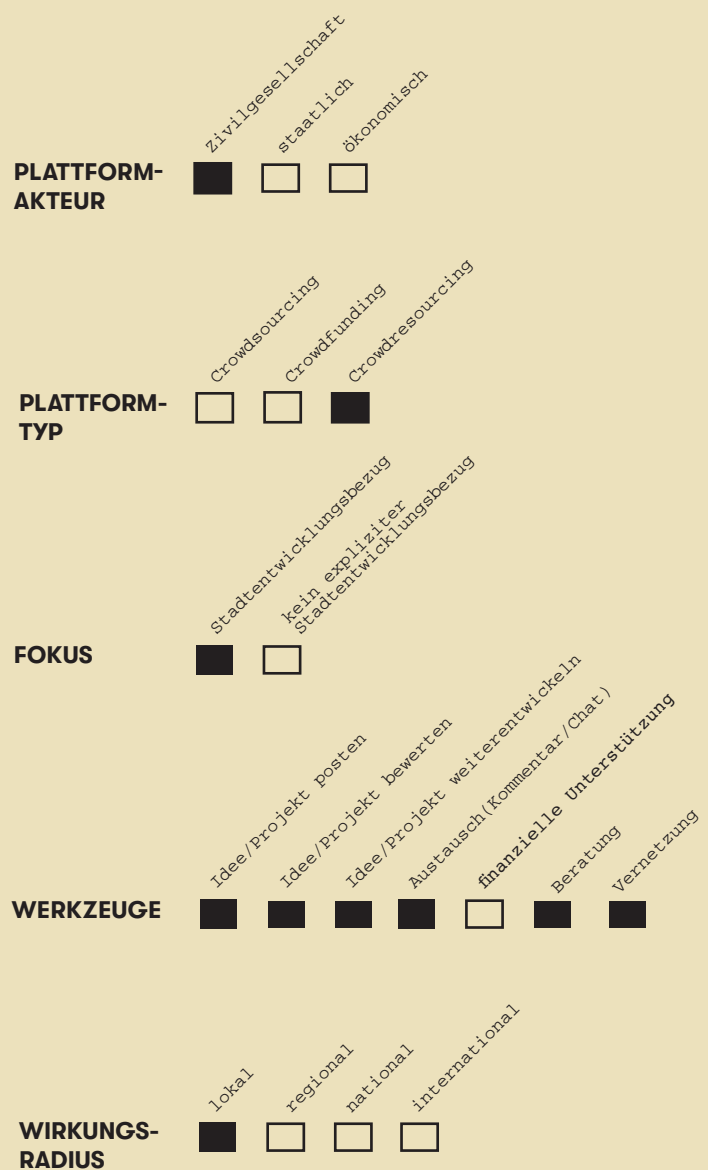 Zivilgesellschaft
staatlich
ökonomisch
PLATTFORM-
AKTEUR
Crowdsourcing
Crowdfunding
Crowdresourcing
PLATTFORM-
TYP
Stadtentwicklungsbezug
kein expliziter
Stadtentwicklungsbezug
FOKUS
Idee/Projekt posten
Idee/Projekt bewerten
Idee/Projekt weiterentwickeln
Austausch(Kommentar/Chat)
finanzielle Unterstützung
Beratung
Vernetzung
WERKZEUGE
lokal
regional
national
international
WIRKUNGS-
RADIUS